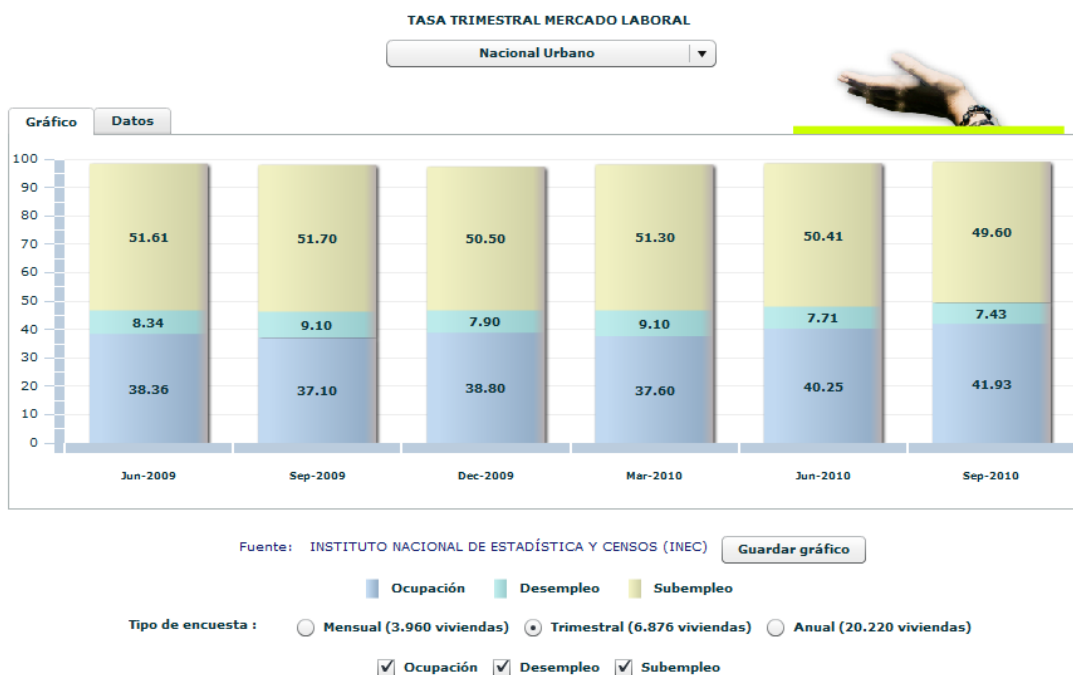 TASA TRIMESTRAL MERCADO LABORAL
Nacional Urbano
Gráfico Datos
100
90
80
70
60
50
40
30
20
10
0
51.61 51.70 50.50 51.30 50.41 49.60
8.34 9.10 7.90 9.10 7.71 7.43
38.36 37.10 38.80 37.60 40.25 41.93
Jun-2009 Sep-2009 Dec-2009 Mar-2010 Jun-2010 Sep-2010
Fuente: INSTITUTO NACIONAL DE ESTADÍSTICA Y CENSOS (INEC) Guardar gráfico
Ocupación Desempleo Subempleo
Tipo de encuesta : Mensual (3.960 viviendas) Trimestral (6.876 viviendas) Anual (20.220 viviendas)
Ocupación Desempleo Subempleo